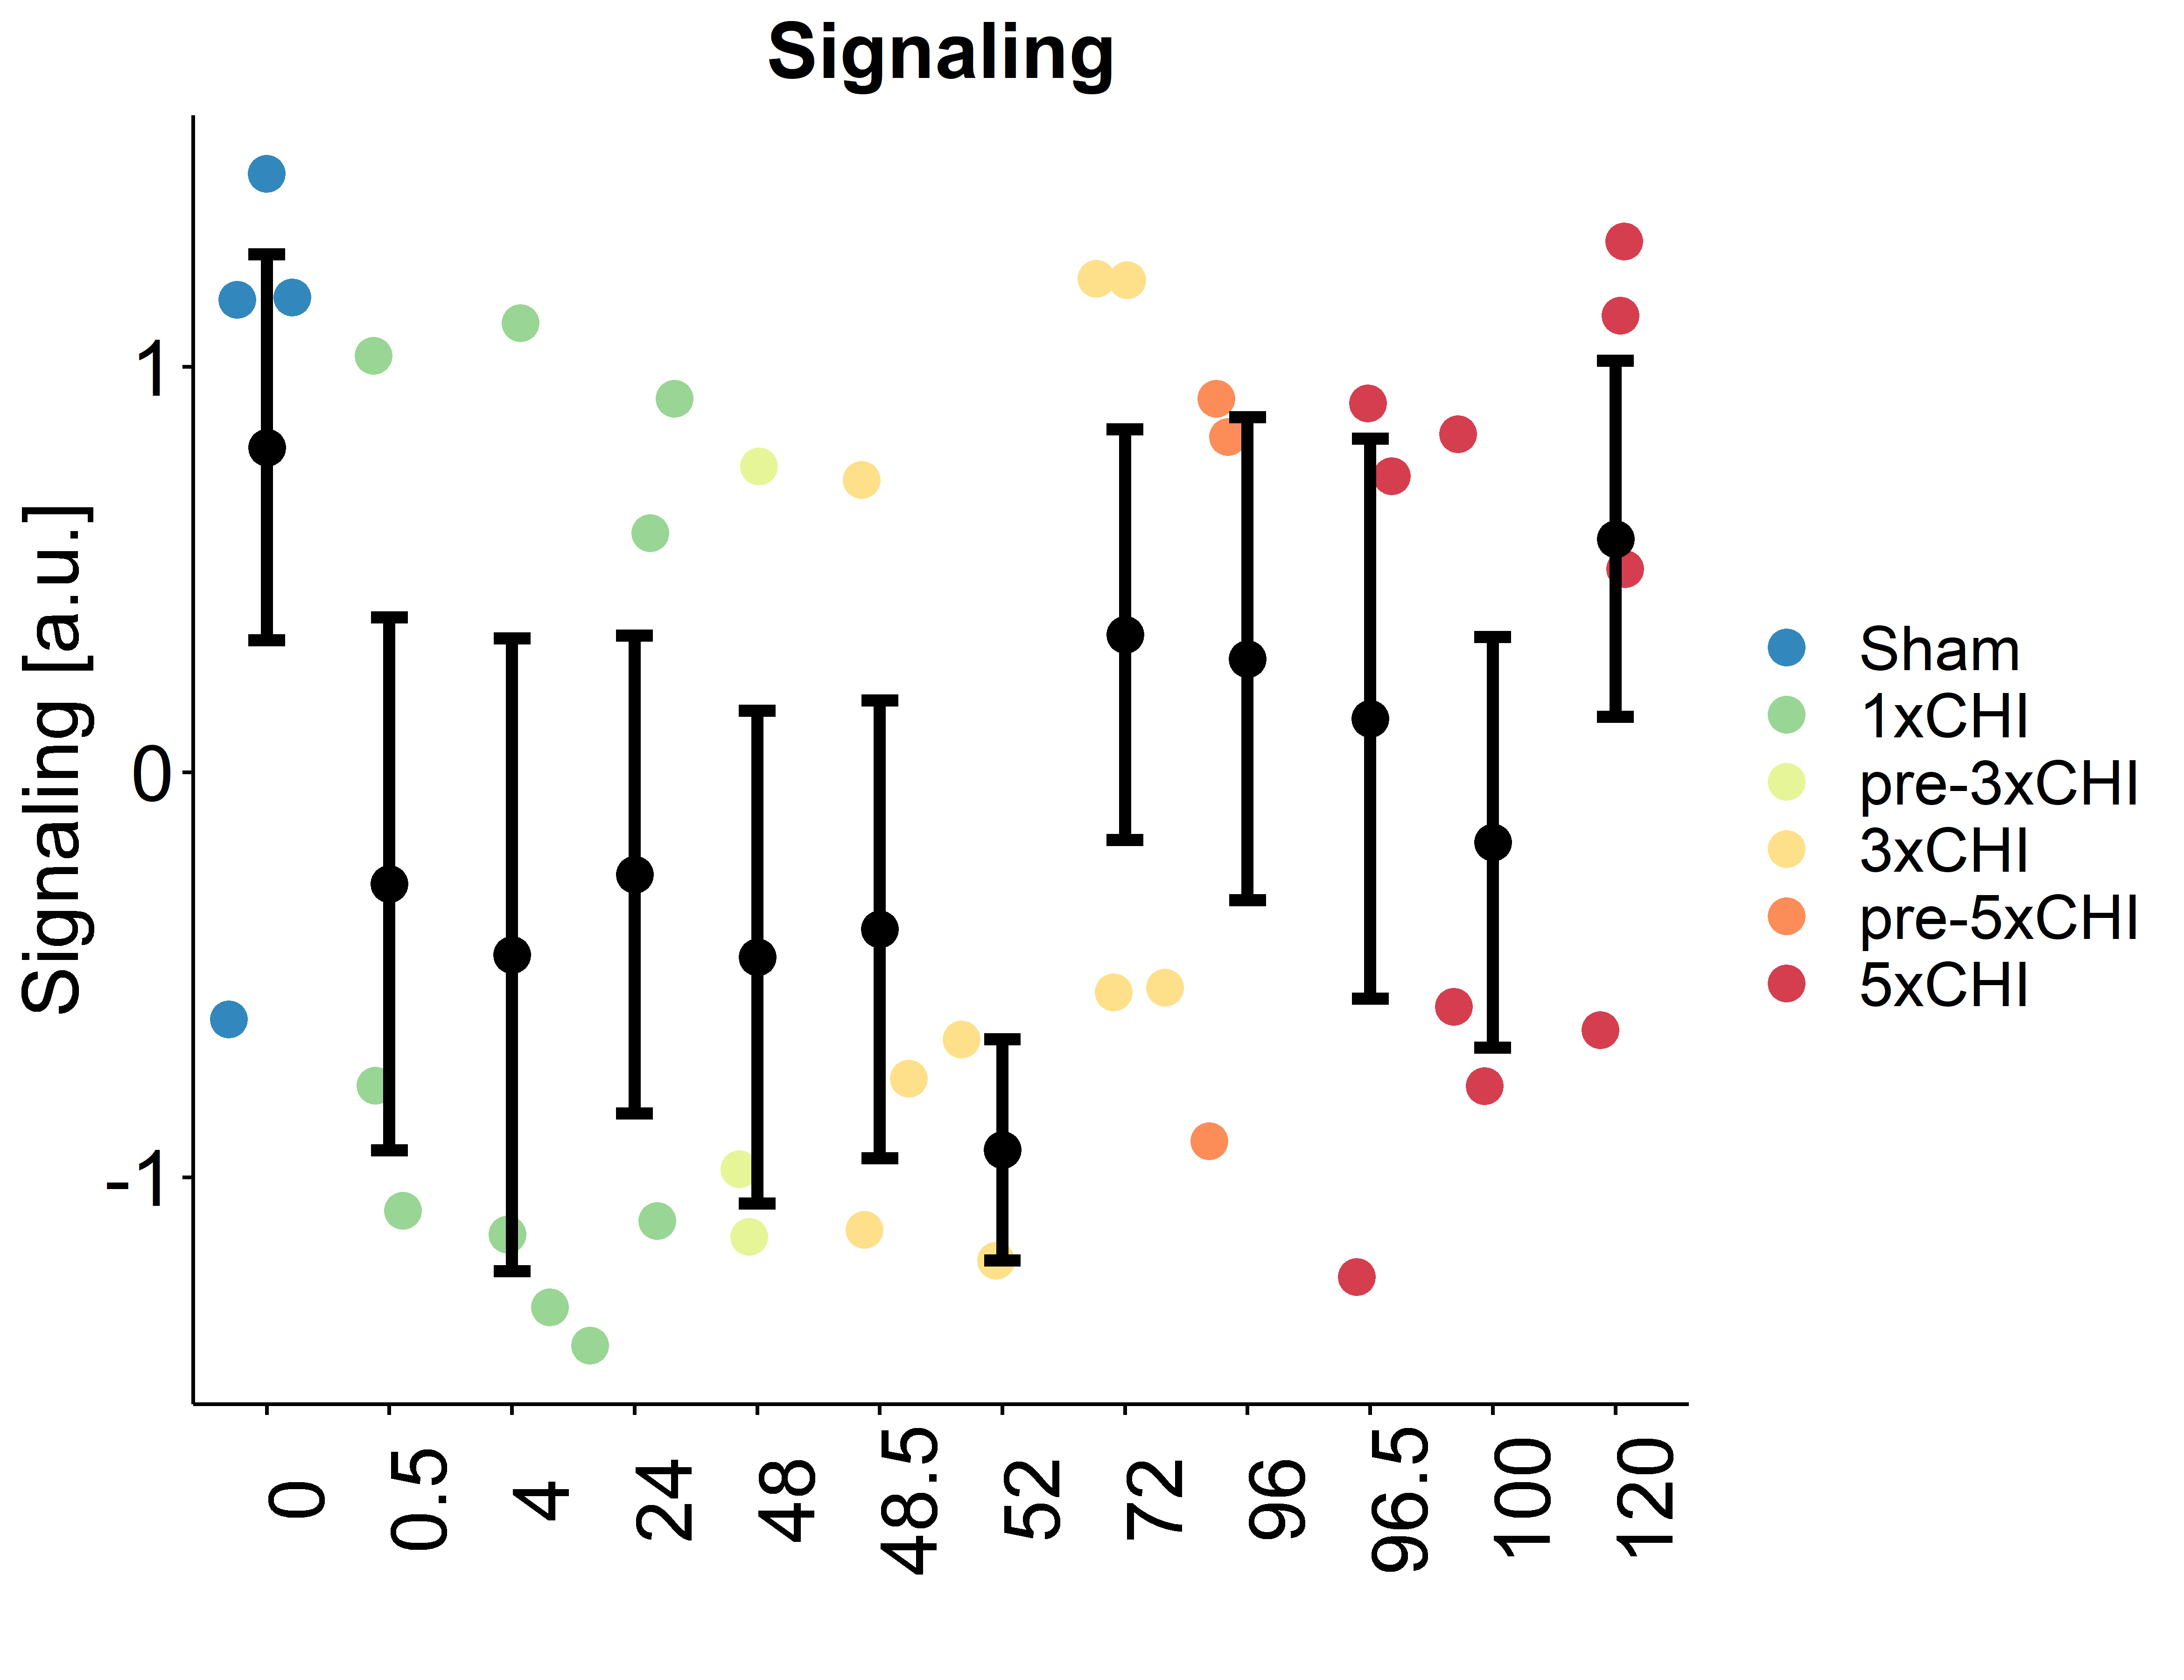 Signaling
Signaling [a.u.]
1
0
-1
0
0.5
4
24
48
48.5
52
72
96
96.5
100
120
Sham
1xCHI
pre-3xCHI
3xCHI
pre-5xCHI
5xCHI